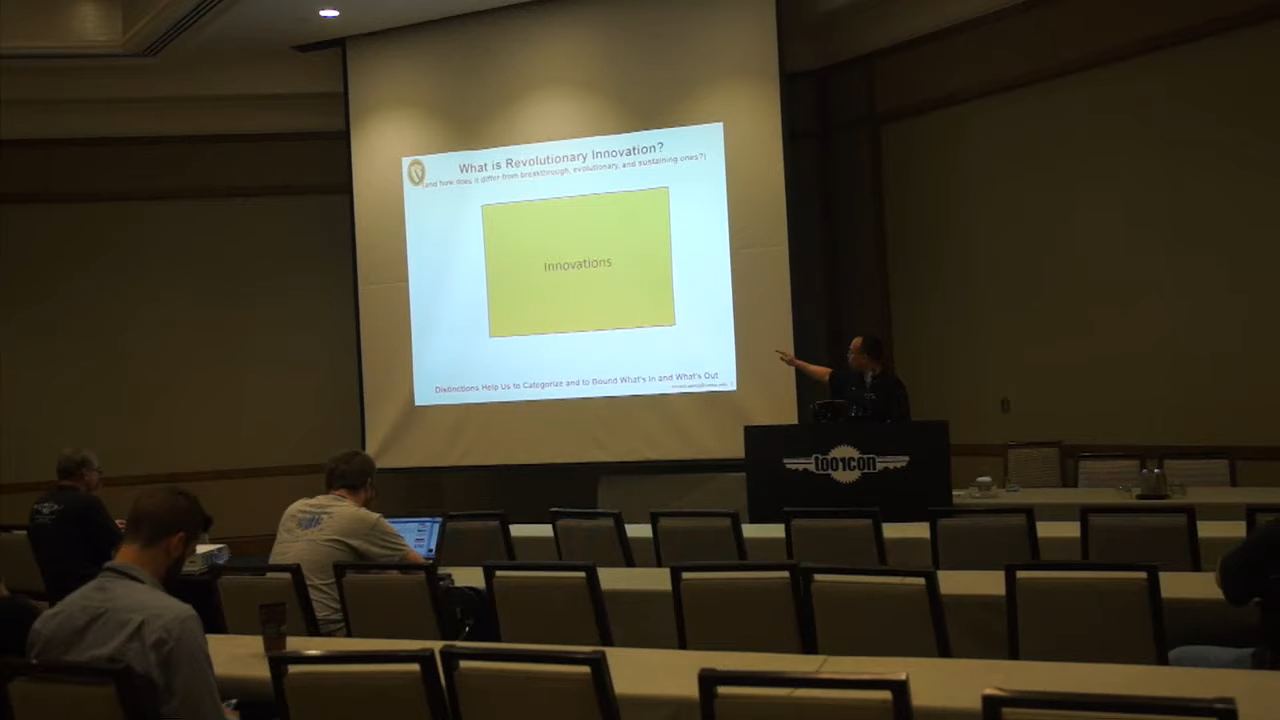 What is Revolutionary Innovation?
(and how does it differ from breakthrough, evolutionary, and sustaining ones?)
Innovations
Distinctions Help Us to Categorize and to Bound What's In and What's Out
too1con